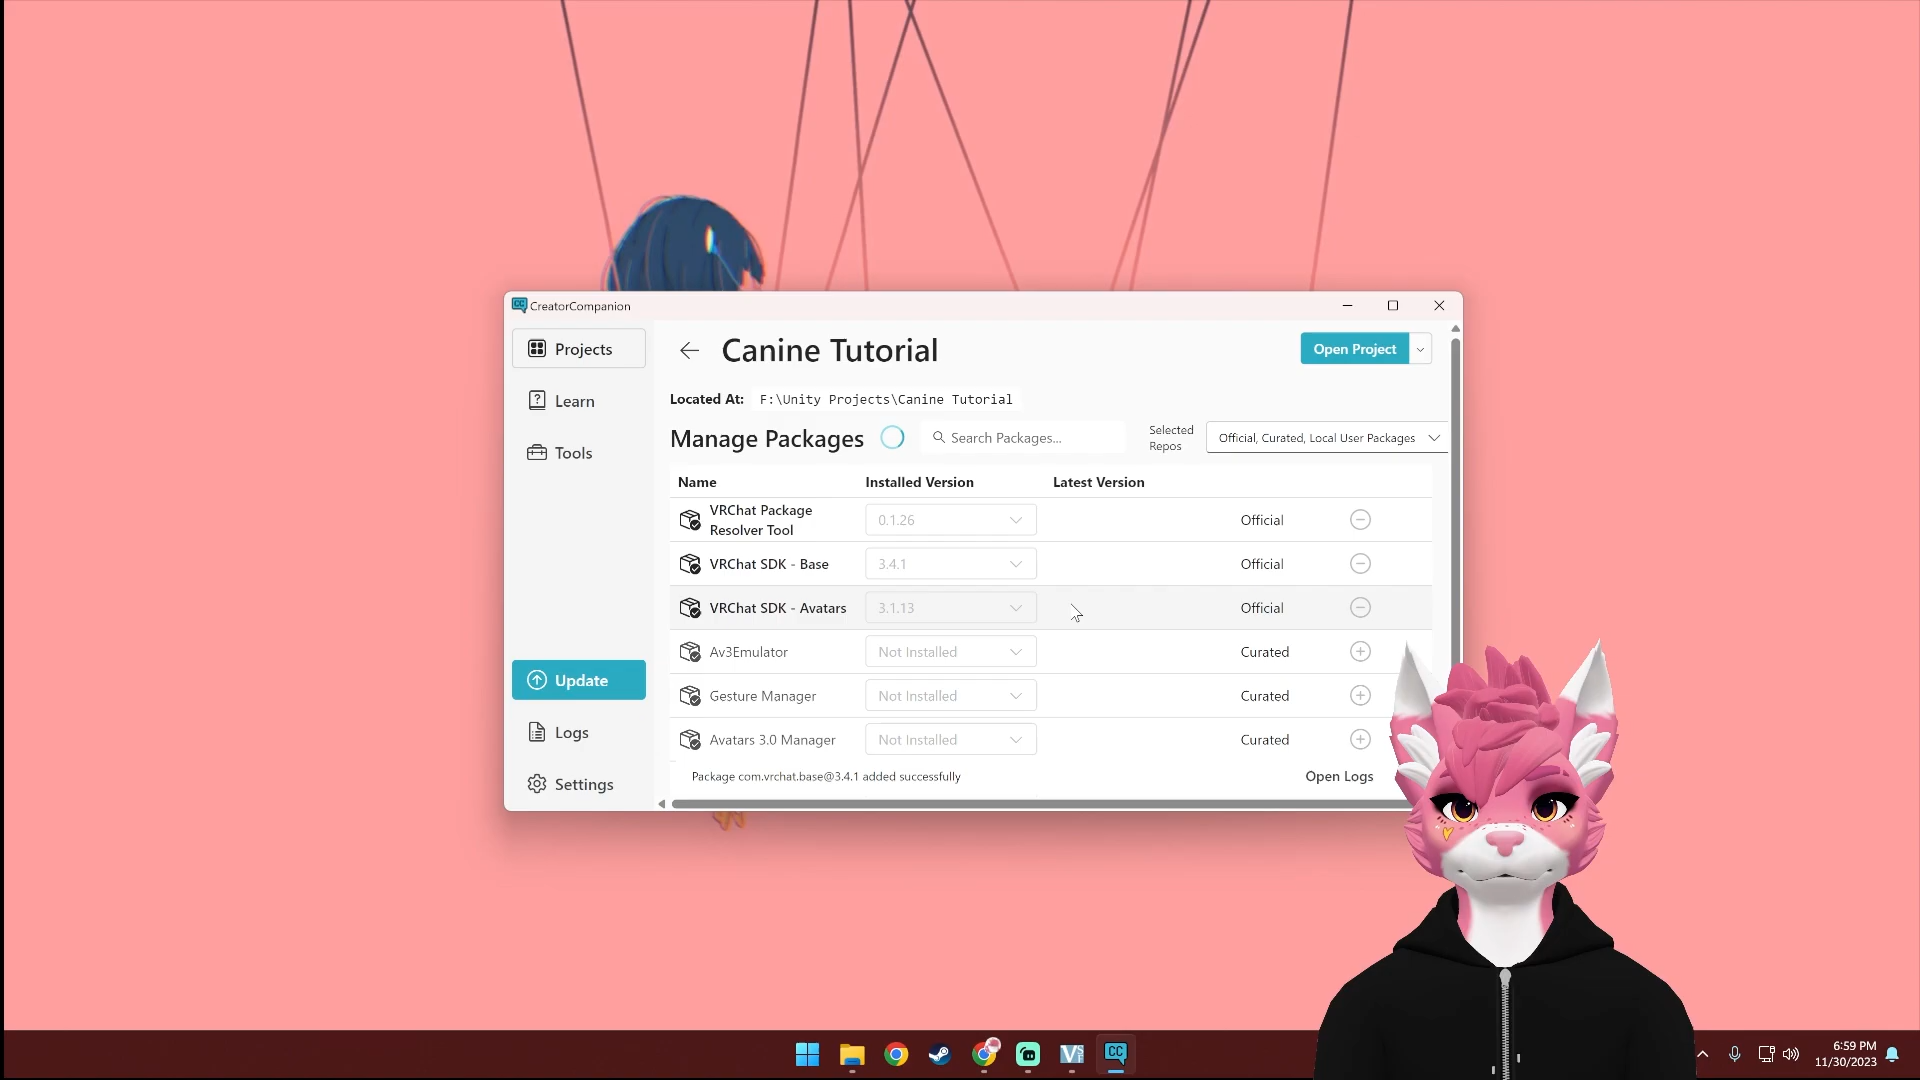 CC CreatorCompanion
Projects
Learn
Tools
Update
Logs
Settings
Canine Tutorial
Open Project
Located At: F:\Unity Projects\Canine Tutorial
Manage Packages
Search Packages...
Selected
Repos
Official, Curated, Local User Packages
Name Installed Version Latest Version
VRChat Package
Resolver Tool
0.1.26 Official
VRChat SDK - Base 3.4.1 Official
VRChat SDK - Avatars 3.1.13 Official
Av3Emulator Not Installed Curated
Gesture Manager Not Installed Curated
Avatars 3.0 Manager Not Installed Curated
Package com.vrchat.base@3.4.1 added successfully Open Logs
CC
6:59 PM
11/30/2023